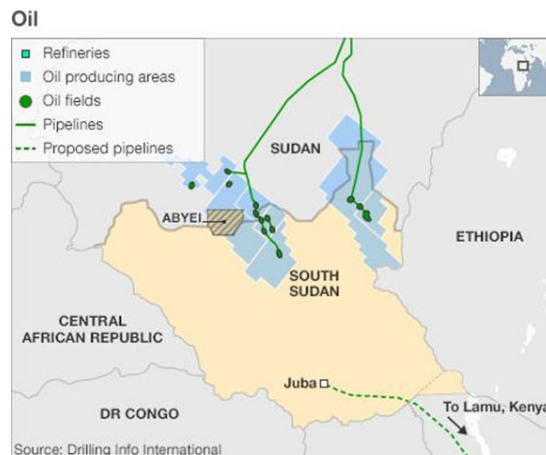 Oil
Refineries
Oil producing areas
Oil fields
Pipelines
Proposed pipelines
SUDAN
ABYEI
ETHIOPIA
SOUTH
SUDAN
CENTRAL
AFRICAN REPUBLIC
Juba
To Lamu, Kenya
DR CONGO
Source: Drilling Info International